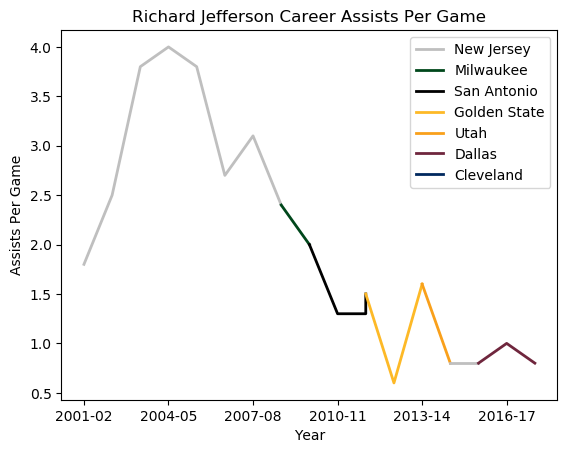 Richard Jefferson Career Assists Per Game
New Jersey
Milwaukee
San Antonio
Golden State
Utah
Dallas
Cleveland
Assists Per Game
4.0
3.5
3.0
2.5
2.0
1.5
1.0
0.5
2001-02 2004-05 2007-08 2010-11 2013-14 2016-17
Year